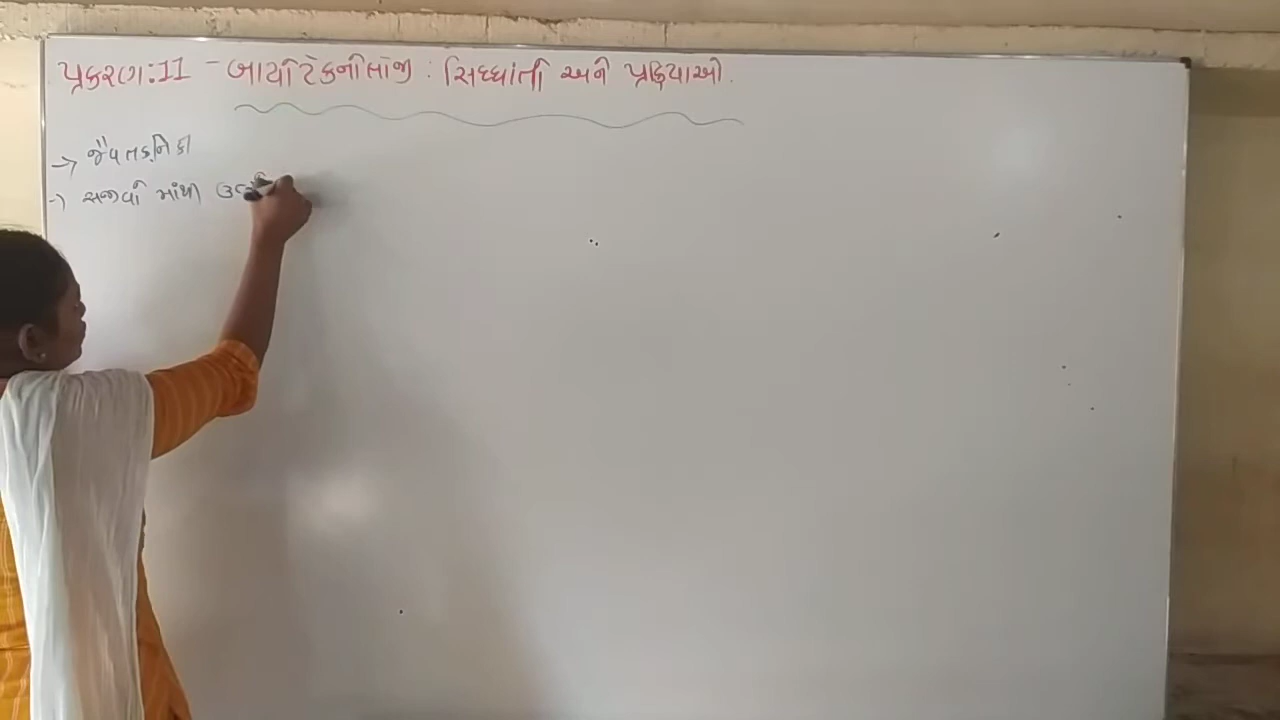 પ્રકરણ:11 - બાયોટેકનોલોજી : સિધ્ધાંતો અને પ્રક્રિયાઓ.
→ જૈવ તકનિકી
→ સજીવો માંથી